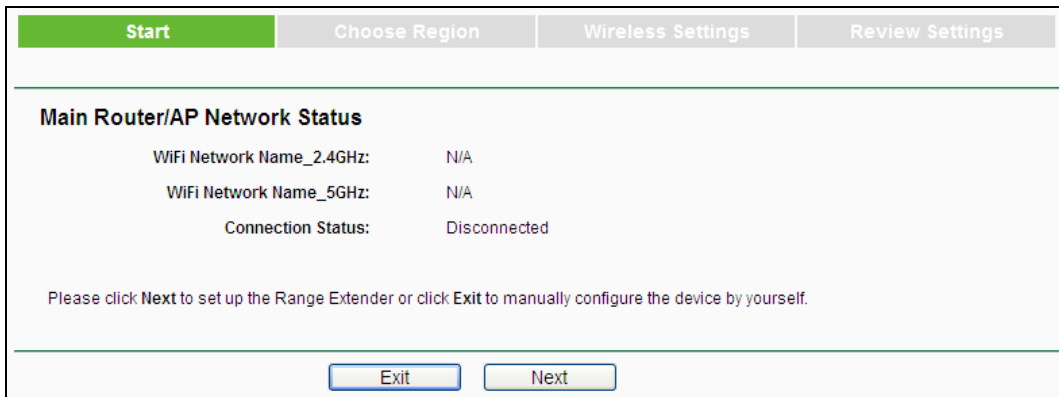 Start Choose Region Wireless Settings Review Settings
Main Router/AP Network Status
WiFi Network Name_2.4GHz: N/A
WiFi Network Name_5GHz: N/A
Connection Status: Disconnected
Please click Next to set up the Range Extender or click Exit to manually configure the device by yourself.
Exit Next